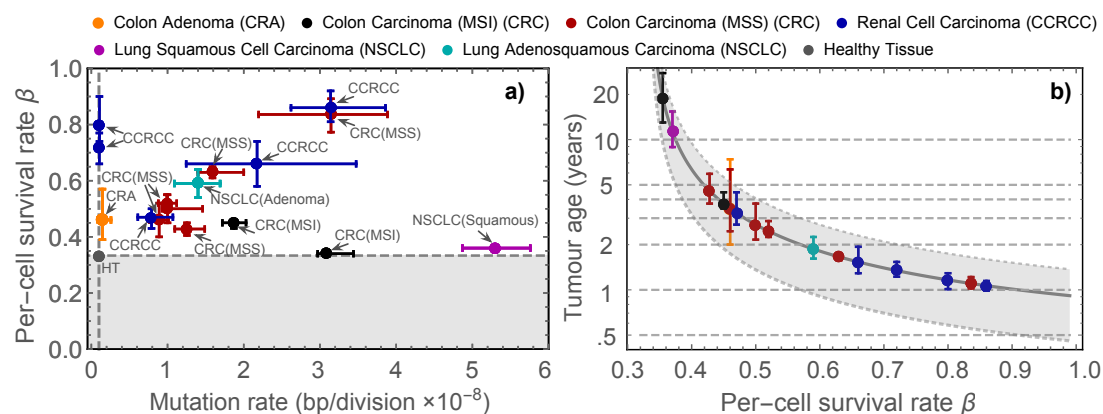 Colon Adenoma (CRA) Colon Carcinoma (MSI) (CRC) Colon Carcinoma (MSS) (CRC) Renal Cell Carcinoma (CCRCC)
Lung Squamous Cell Carcinoma (NSCLC) Lung Adenosquamous Carcinoma (NSCLC) Healthy Tissue
a)
Per-cell survival rate β
1.0
0.8
0.6
0.4
0.2
0.0
CCRCC
CRC(MSS)
CCRCC
CCRCC
CRC(MSS)
CRC(MSS)
NSCLC(Adenoma)
CRA
CRC(MSI)
NSCLC(Squamous)
CCRCC
CRC(MSS)
CRC(MSI)
HT
0 1 2 3 4 5 6
Mutation rate (bp/division ×10⁻⁸)
b)
Tumour age (years)
20
10
5
4
2
1
.5
0.3 0.4 0.5 0.6 0.7 0.8 0.9 1.0
Per-cell survival rate β